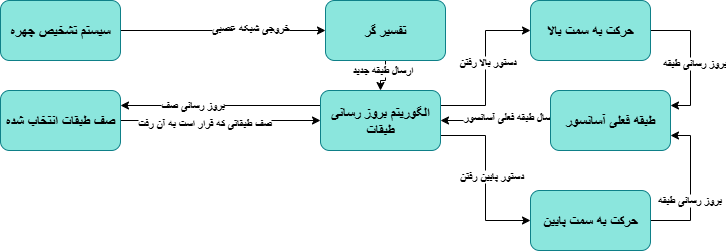 سیستم تشخیص چهره
خروجی شبکه عصبی
تفسیر گر
دستور بالا رفتن
حرکت به سمت بالا
بروز رسانی طبقه
ارسال طبقه جدید
صف طبقات انتخاب شده
بروز رسانی صف
صف طبقاتی که قرار است به آن رفت
الگوریتم بروز رسانی
طبقات
سال طبقه فعلی آسانسور
طبقه فعلی آسانسور
دستور پایین رفتن
حرکت به سمت پایین
بروز رسانی طبقه